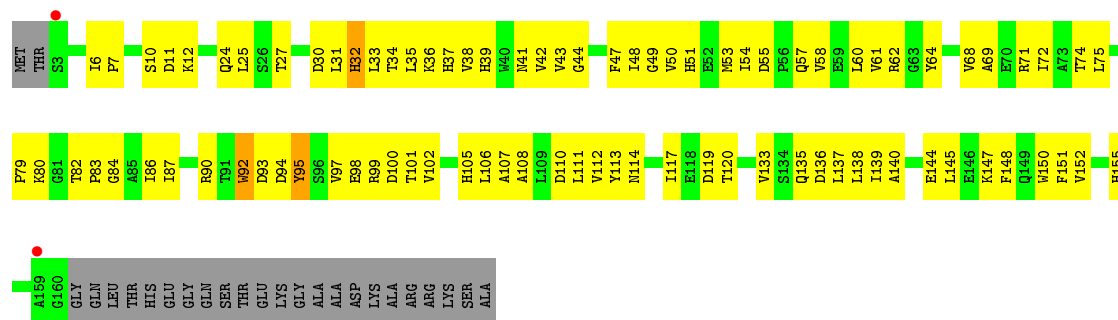 MET THR S3 I6 P7 S10 D11 K12 Q24 L25 S26 T27 D30 L31 H32 L33 T34 L35 K36 H37 V38 H39 W40 N41 V42 V43 G44 F47 I48 G49 V50 H51 E52 M53 I54 D55 P56 Q57 V58 E59 L60 V61 R62 G63 Y64 V68 A69 E70 R71 I72 A73 T74 L75
P79 K80 G81 T82 P83 G84 A85 I86 I87 R90 T91 W92 D93 D94 Y95 S96 V97 E98 R99 D100 T101 V102 H105 L106 A107 A108 L109 D110 L111 V112 Y113 N114 I117 E118 D119 T120 V133 S134 Q135 D136 L137 L138 I139 A140 E144 L145 E146 K147 F148 Q149 W150 F151 V152 H155
A159 G160 GLY GLN LEU THR HIS GLU GLY GLN SER THR GLU LYS GLY ALA ALA ASP LYS ALA ARG ARG LYS SER ALA